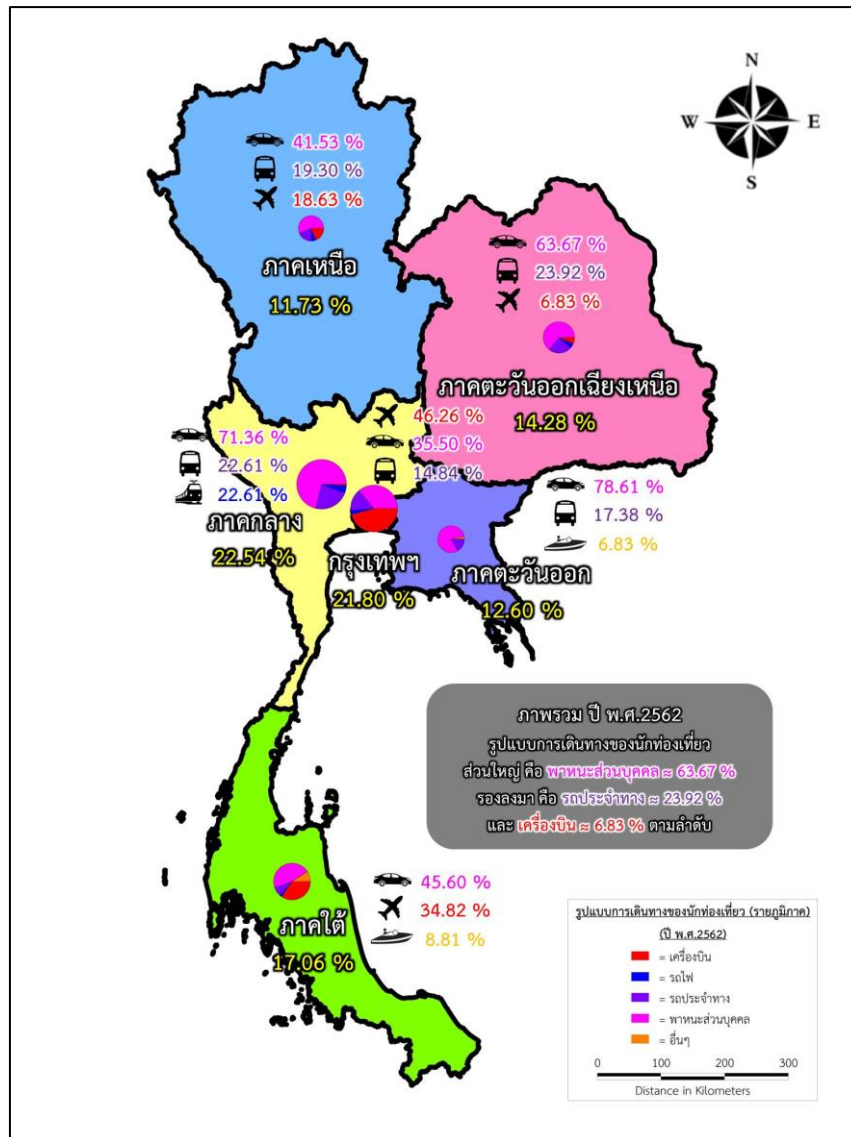 N
W E
S
41.53 %
19.30 %
18.63 %
ภาคเหนือ
11.73 %
63.67 %
23.92 %
6.83 %
ภาคตะวันออกเฉียงเหนือ
14.28 %
71.36 %
22.61 %
22.61 %
ภาคกลาง
22.54 %
46.26 %
35.50 %
14.84 %
กรุงเทพฯ
21.80 %
78.61 %
17.38 %
6.83 %
ภาคตะวันออก
12.60 %
ภาพรวม ปี พ.ศ.2562
รูปแบบการเดินทางของนักท่องเที่ยว
ส่วนใหญ่ คือ พาหนะส่วนบุคคล ≈ 63.67 %
รองลงมา คือ รถประจำทาง ≈ 23.92 %
และ เครื่องบิน ≈ 6.83 % ตามลำดับ
45.60 %
34.82 %
8.81 %
ภาคใต้
17.06 %
รูปแบบการเดินทางของนักท่องเที่ยว (รายภูมิภาค)
(ปี พ.ศ.2562)
= เครื่องบิน
= รถไฟ
= รถประจำทาง
= พาหนะส่วนบุคคล
= อื่นๆ
0 100 200 300
Distance in Kilometers